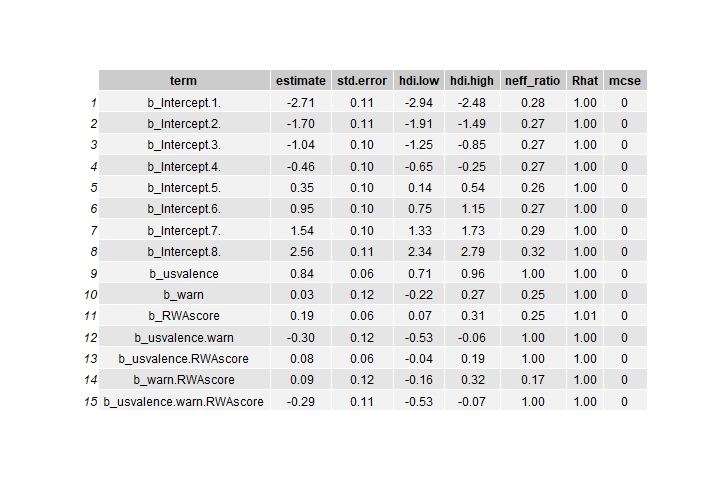 term estimate std.error hdi.low hdi.high neff_ratio Rhat mcse
1 b_Intercept.1. -2.71 0.11 -2.94 -2.48 0.28 1.00 0
2 b_Intercept.2. -1.70 0.11 -1.91 -1.49 0.27 1.00 0
3 b_Intercept.3. -1.04 0.10 -1.25 -0.85 0.27 1.00 0
4 b_Intercept.4. -0.46 0.10 -0.65 -0.25 0.27 1.00 0
5 b_Intercept.5. 0.35 0.10 0.14 0.54 0.26 1.00 0
6 b_Intercept.6. 0.95 0.10 0.75 1.15 0.27 1.00 0
7 b_Intercept.7. 1.54 0.10 1.33 1.73 0.29 1.00 0
8 b_Intercept.8. 2.56 0.11 2.34 2.79 0.32 1.00 0
9 b_usvalence 0.84 0.06 0.71 0.96 1.00 1.00 0
10 b_warn 0.03 0.12 -0.22 0.27 0.25 1.00 0
11 b_RWAscore 0.19 0.06 0.07 0.31 0.25 1.01 0
12 b_usvalence.warn -0.30 0.12 -0.53 -0.06 1.00 1.00 0
13 b_usvalence.RWAscore 0.08 0.06 -0.04 0.19 1.00 1.00 0
14 b_warn.RWAscore 0.09 0.12 -0.16 0.32 0.17 1.00 0
15 b_usvalence.warn.RWAscore -0.29 0.11 -0.53 -0.07 1.00 1.00 0